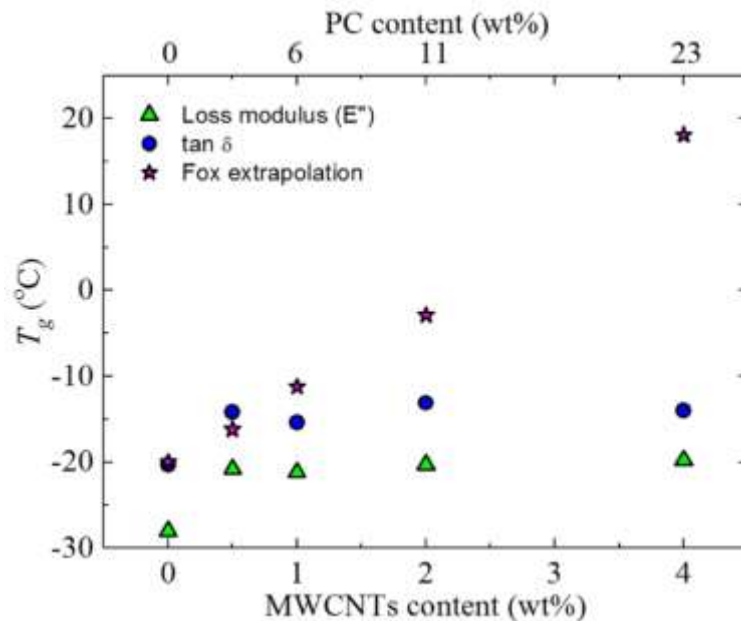 PC content (wt%)
0 6 11 23
Loss modulus (E")
tan δ
Fox extrapolation
20
10
0
-10
-20
-30
T_g (°C)
0 1 2 3 4
MWCNTs content (wt%)